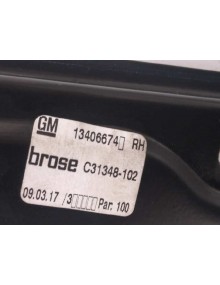 GM 13406674▯ RH
brose C31348-102
09.03.17 /3▯▯▯▯▯ Par. 100